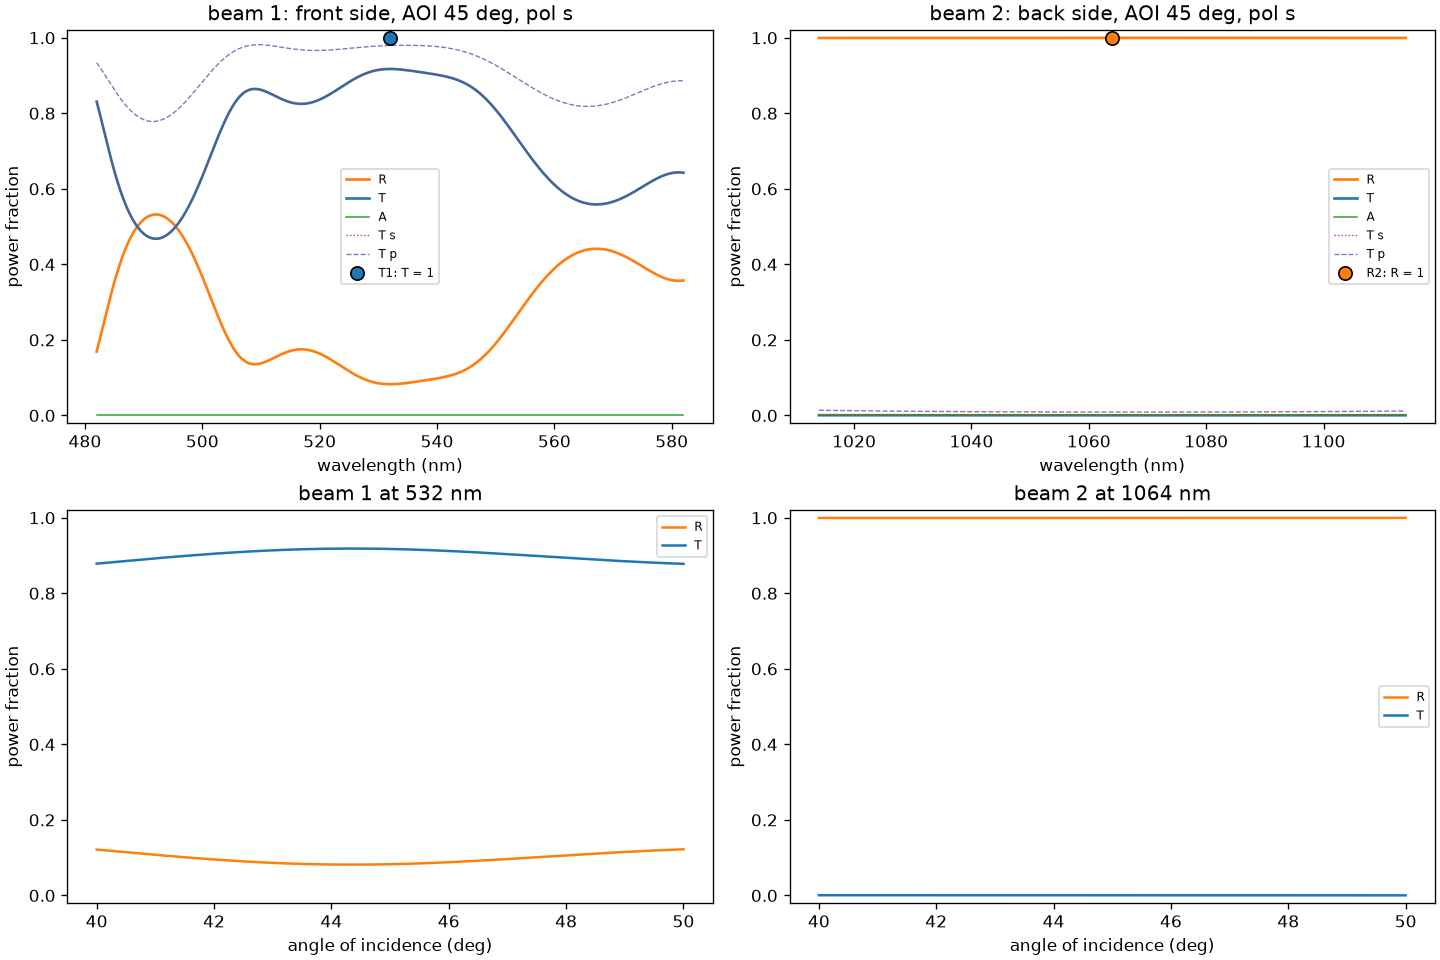 beam 1: front side, AOI 45 deg, pol s
power fraction
1.0
0.8
0.6
0.4
0.2
0.0
R
T
A
T s
T p
T1: T = 1
480
500
520
540
560
580
wavelength (nm)
beam 2: back side, AOI 45 deg, pol s
power fraction
1.0
0.8
0.6
0.4
0.2
0.0
R
T
A
T s
T p
R2: R = 1
1020
1040
1060
1080
1100
wavelength (nm)
beam 1 at 532 nm
power fraction
1.0
0.8
0.6
0.4
0.2
0.0
R
T
40
42
44
46
48
50
angle of incidence (deg)
beam 2 at 1064 nm
power fraction
1.0
0.8
0.6
0.4
0.2
0.0
R
T
40
42
44
46
48
50
angle of incidence (deg)